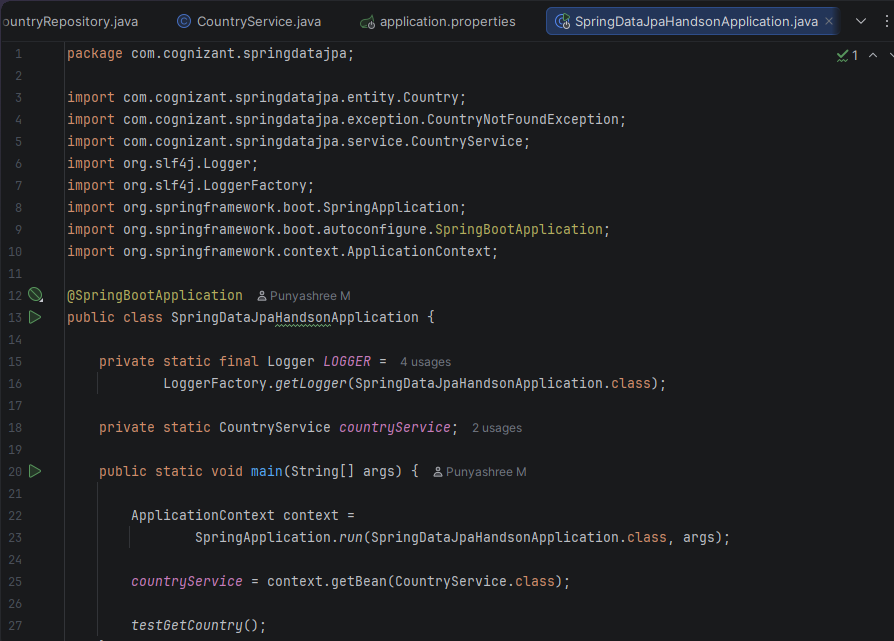 ountryRepository.java CountryService.java application.properties SpringDataJpaHandsonApplication.java
1 package com.cognizant.springdatajpa; 1
2
3 import com.cognizant.springdatajpa.entity.Country;
4 import com.cognizant.springdatajpa.exception.CountryNotFoundException;
5 import com.cognizant.springdatajpa.service.CountryService;
6 import org.slf4j.Logger;
7 import org.slf4j.LoggerFactory;
8 import org.springframework.boot.SpringApplication;
9 import org.springframework.boot.autoconfigure.SpringBootApplication;
10 import org.springframework.context.ApplicationContext;
11
12 @SpringBootApplication Punyashree M
13 public class SpringDataJpaHandsonApplication {
14
15 private static final Logger LOGGER = 4 usages
16 LoggerFactory.getLogger(SpringDataJpaHandsonApplication.class);
17
18 private static CountryService countryService; 2 usages
19
20 public static void main(String[] args) { Punyashree M
21
22 ApplicationContext context =
23 SpringApplication.run(SpringDataJpaHandsonApplication.class, args);
24
25 countryService = context.getBean(CountryService.class);
26
27 testGetCountry();